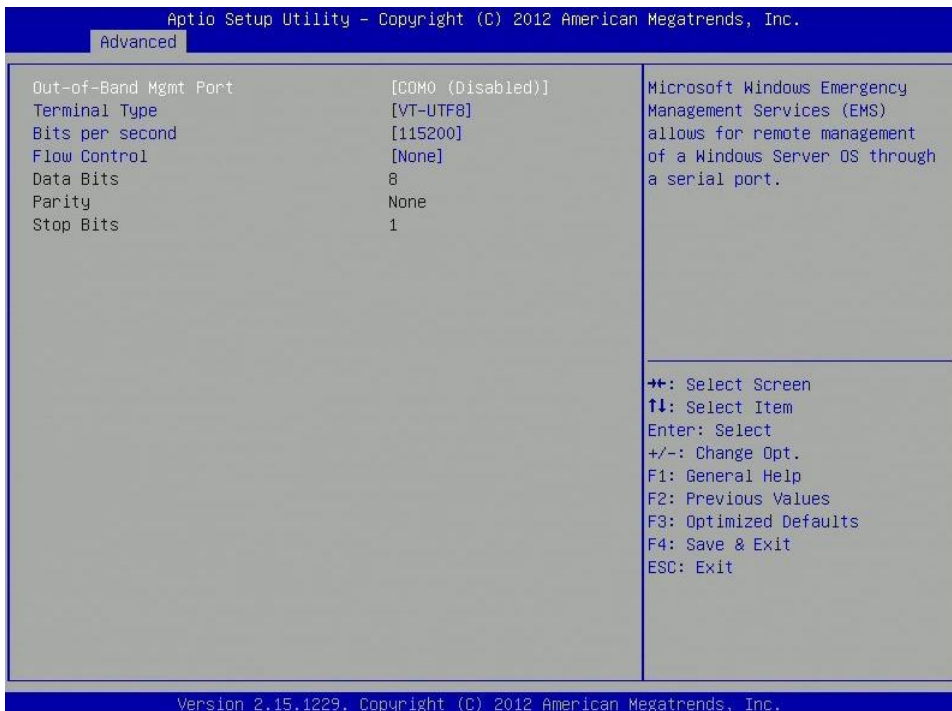 Aptio Setup Utility – Copyright (C) 2012 American Megatrends, Inc.
Advanced
Out-of-Band Mgmt Port [COM0 (Disabled)]
Terminal Type [VT-UTF8]
Bits per second [115200]
Flow Control [None]
Data Bits 8
Parity None
Stop Bits 1
Microsoft Windows Emergency
Management Services (EMS)
allows for remote management
of a Windows Server OS through
a serial port.
→←: Select Screen
↑↓: Select Item
Enter: Select
+/-: Change Opt.
F1: General Help
F2: Previous Values
F3: Optimized Defaults
F4: Save & Exit
ESC: Exit
Version 2.15.1229. Copyright (C) 2012 American Megatrends, Inc.